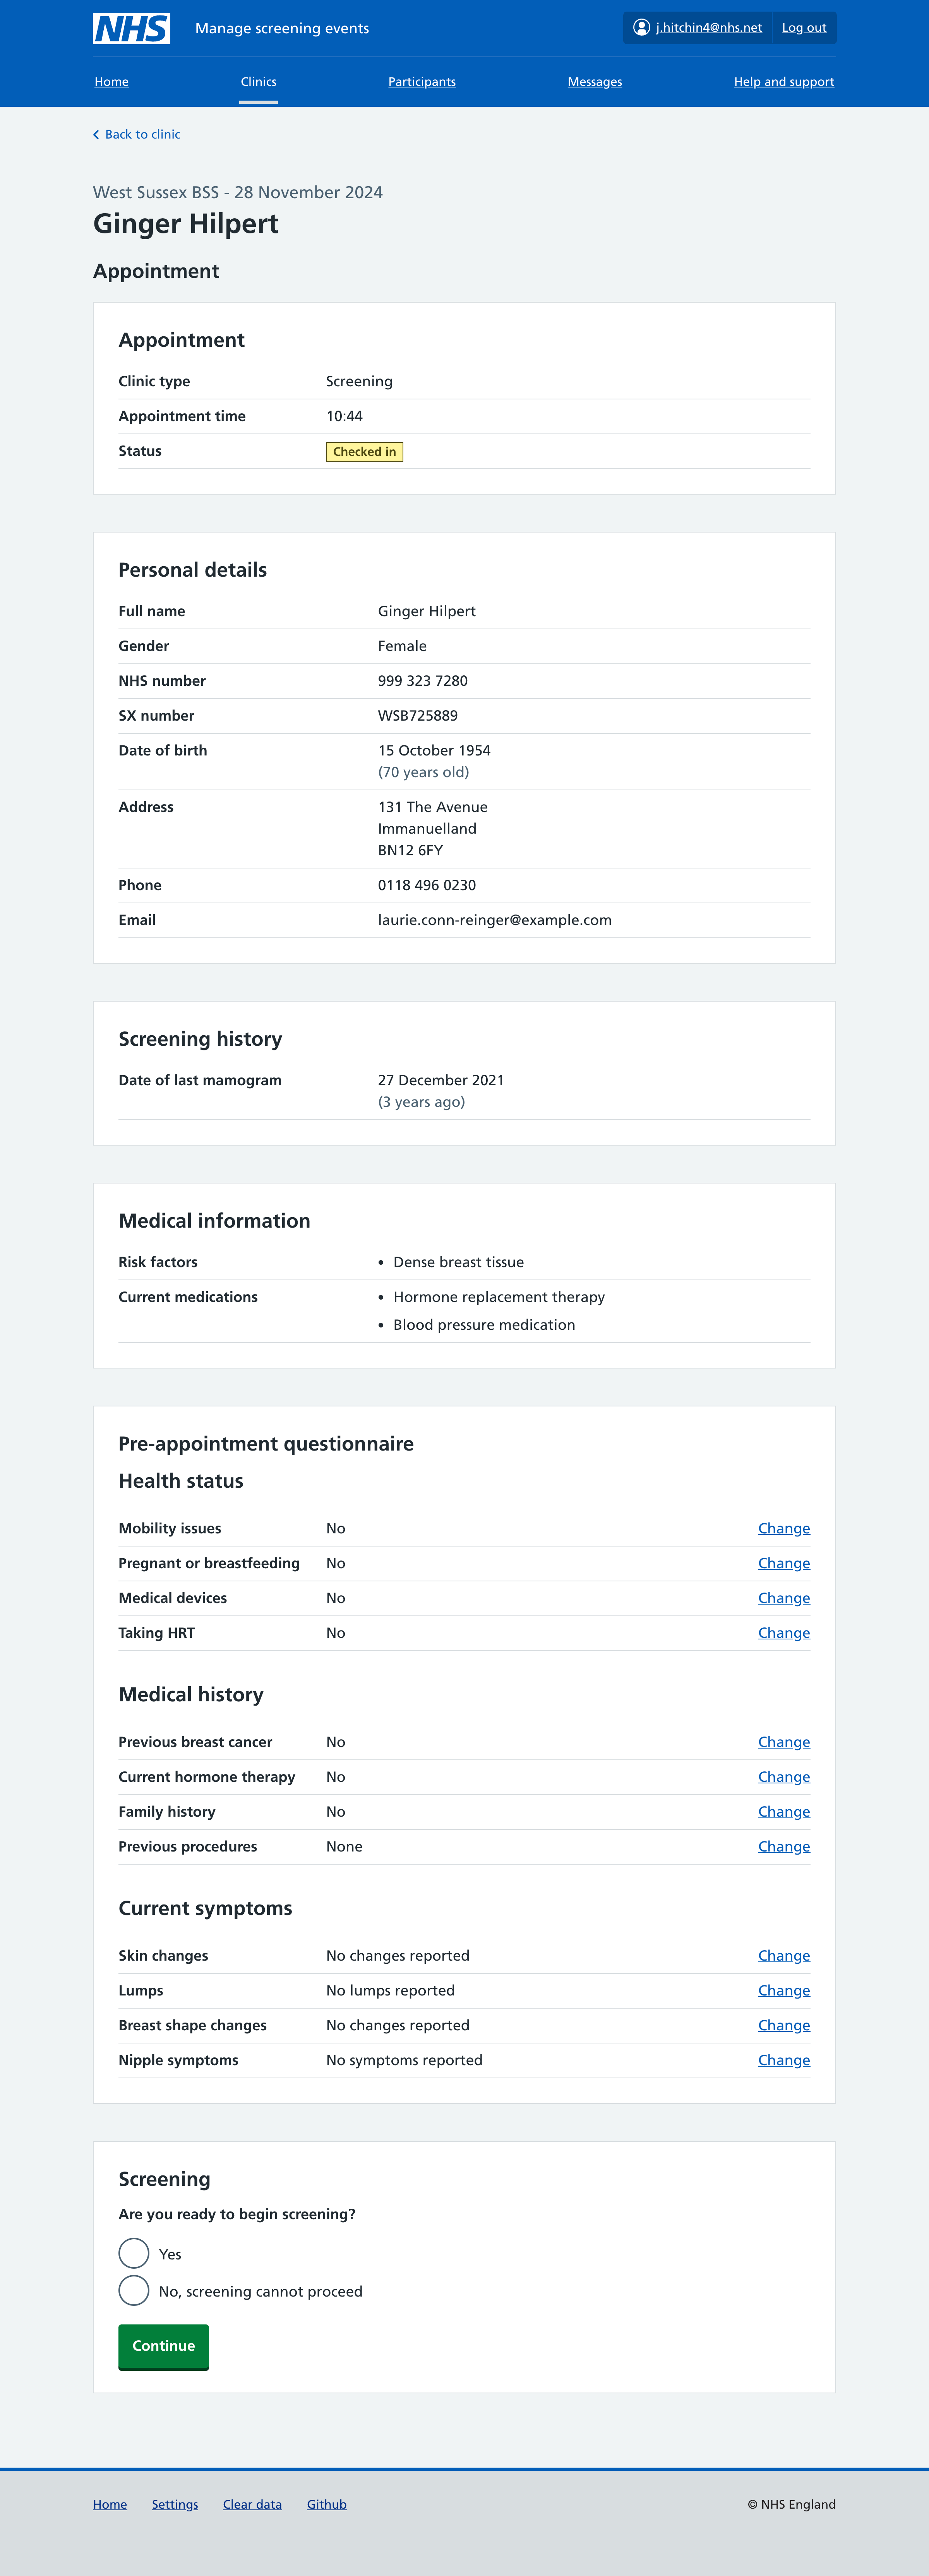 NHS Manage screening events j.hitchin4@nhs.net Log out
Home Clinics Participants Messages Help and support
Back to clinic
West Sussex BSS - 28 November 2024
Ginger Hilpert
Appointment
Appointment
Clinic type Screening
Appointment time 10:44
Status Checked in
Personal details
Full name Ginger Hilpert
Gender Female
NHS number 999 323 7280
SX number WSB725889
Date of birth 15 October 1954
(70 years old)
Address 131 The Avenue
Immanuelland
BN12 6FY
Phone 0118 496 0230
Email laurie.conn-reinger@example.com
Screening history
Date of last mamogram 27 December 2021
(3 years ago)
Medical information
Risk factors • Dense breast tissue
Current medications • Hormone replacement therapy
• Blood pressure medication
Pre-appointment questionnaire
Health status
Mobility issues No Change
Pregnant or breastfeeding No Change
Medical devices No Change
Taking HRT No Change
Medical history
Previous breast cancer No Change
Current hormone therapy No Change
Family history No Change
Previous procedures None Change
Current symptoms
Skin changes No changes reported Change
Lumps No lumps reported Change
Breast shape changes No changes reported Change
Nipple symptoms No symptoms reported Change
Screening
Are you ready to begin screening?
Yes
No, screening cannot proceed
Continue
Home Settings Clear data Github © NHS England